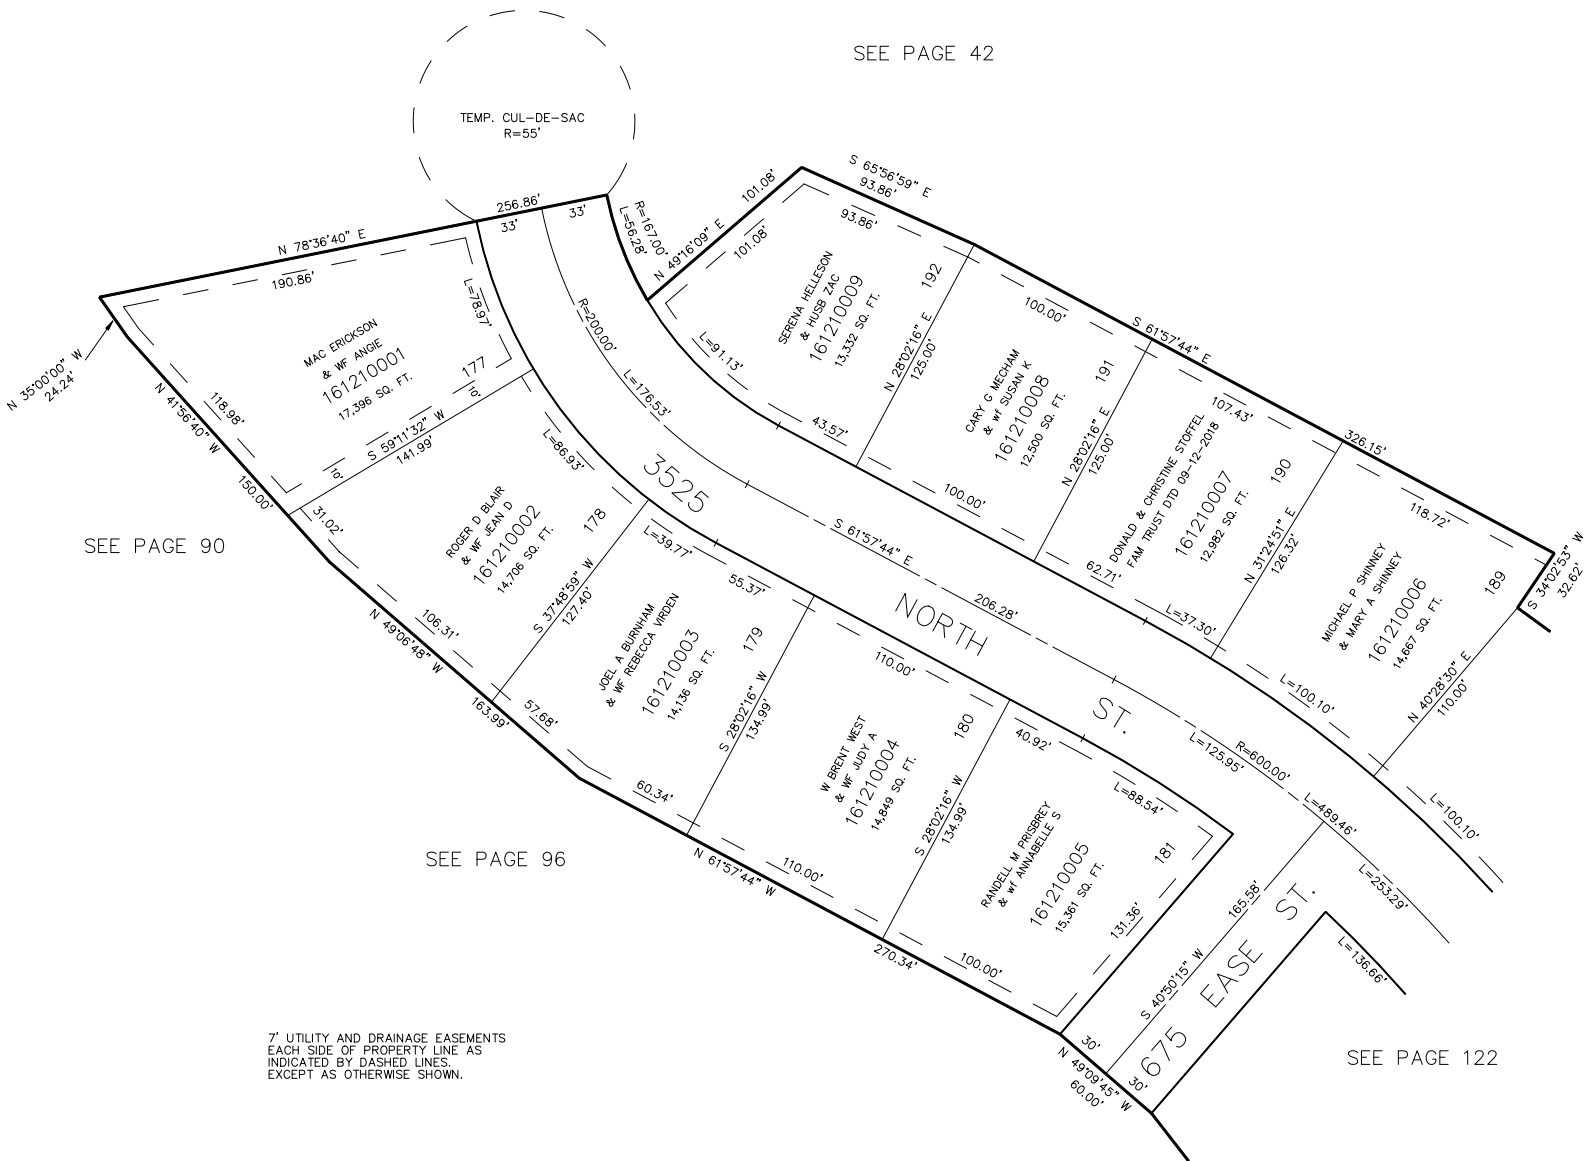 SEE PAGE 42
TEMP. CUL-DE-SAC
R=55'
256.86'
33'
33'
R=167.00'
L=56.28'
N 49°16'09" E
101.08'
101.08'
S 65°56'59" E
93.86'
93.86'
N 78°36'40" E
190.86'
L=78.97'
N 35°00'00" W
24.24'
MAC ERICKSON
& WF ANGIE
161210001
17,396 SQ. FT.
177
118.98'
N 41°56'40" W
150.00'
10'
10'
S 59°11'32" W
141.99'
R=200.00'
L=176.53'
L=91.13'
43.57'
SERENA HELLESON
& HUSB ZAC
161210009
13,332 SQ. FT.
192
N 28°02'16" E
125.00'
100.00'
S 61°57'44" E
CARY G MECHAM
& wf SUSAN K
161210008
12,500 SQ. FT.
191
100.00'
N 28°02'16" E
125.00'
107.43'
DONALD & CHRISTINE STOFFEL
FAM TRUST DTD 09-12-2018
161210007
12,982 SQ. FT.
190
62.71'
L=37.30'
N 31°24'51" E
126.32'
326.15'
118.72'
MICHAEL P SHINNEY
& MARY A SHINNEY
161210006
14,667 SQ. FT.
189
S 34°02'53" W
32.62'
N 40°28'30" E
110.00'
L=100.10'
L=100.10'
SEE PAGE 90
31.02'
L=86.93'
ROGER D BLAIR
& WF JEAN D
161210002
14,706 SQ. FT.
178
106.31'
N 49°06'48" W
163.99'
S 37°48'59" W
127.40'
L=39.77'
55.37'
JOEL A BURNHAM
& WF REBECCA VIRDEN
161210003
14,136 SQ. FT.
179
57.68'
60.34'
S 28°02'16" W
134.99'
3525 NORTH ST.
S 61°57'44" E
206.28'
110.00'
W BRENT WEST
& WF JUDY A
161210004
14,849 SQ. FT.
180
110.00'
N 61°57'44" W
270.34'
S 28°02'16" W
134.99'
40.92'
L=88.54'
RANDELL M PRISBREY
& wf ANNABELLE S
161210005
15,361 SQ. FT.
181
100.00'
131.36'
R=600.00'
L=125.95'
L=489.46'
L=253.29'
165.58'
S 40°50'15" W
675 EASE ST.
L=136.66'
30'
30'
N 49°09'45" W
60.00'
SEE PAGE 96
SEE PAGE 122
7' UTILITY AND DRAINAGE EASEMENTS
EACH SIDE OF PROPERTY LINE AS
INDICATED BY DASHED LINES.
EXCEPT AS OTHERWISE SHOWN.